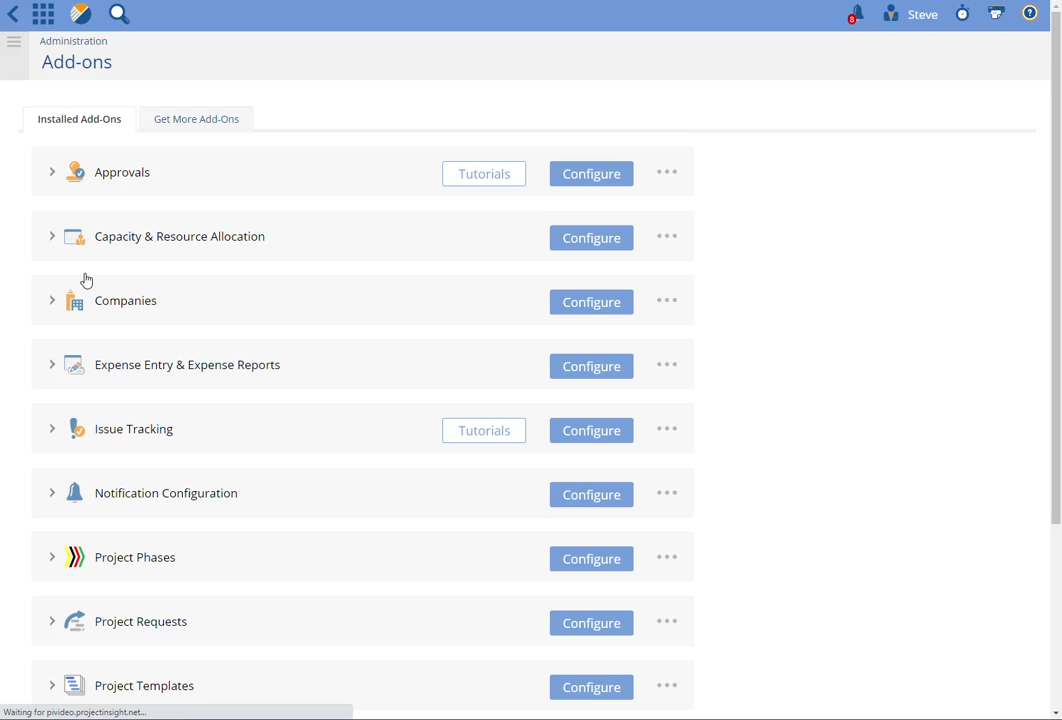 8
Steve
Administration
Add-ons
Installed Add-Ons
Get More Add-Ons
Approvals
Tutorials
Configure
Capacity & Resource Allocation
Configure
Companies
Configure
Expense Entry & Expense Reports
Configure
Issue Tracking
Tutorials
Configure
Notification Configuration
Configure
Project Phases
Configure
Project Requests
Configure
Project Templates
Configure
Waiting for pivideo.projectinsight.net...